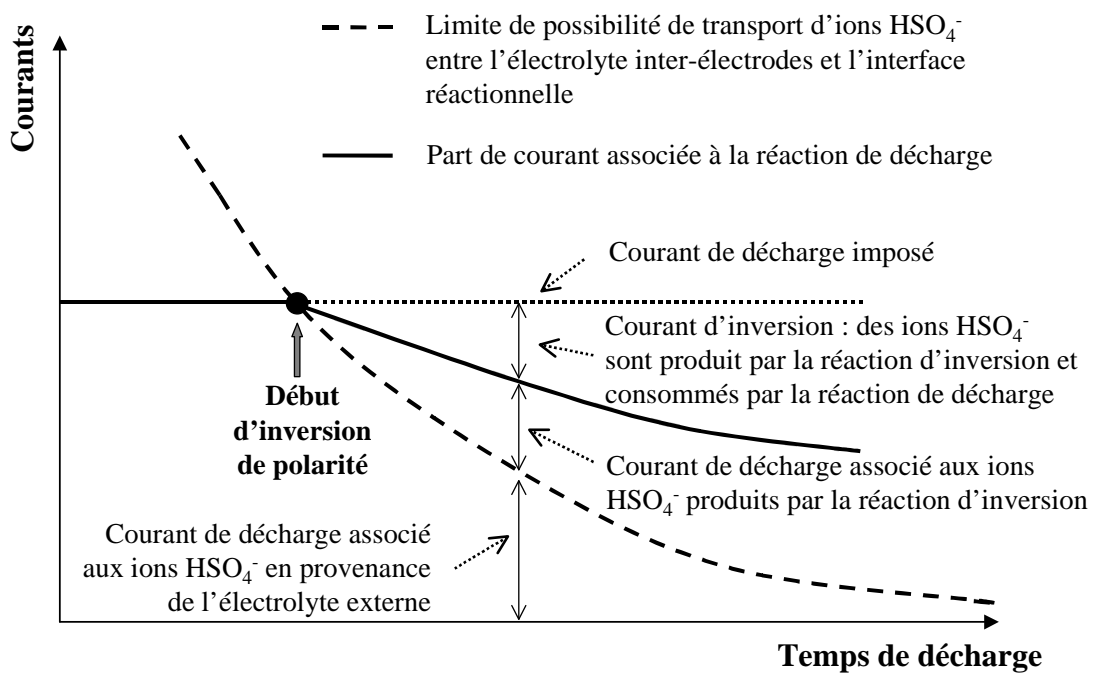 Courants
Limite de possibilité de transport d'ions HSO₄⁻
entre l'électrolyte inter-électrodes et l'interface
réactionnelle
Part de courant associée à la réaction de décharge
Courant de décharge imposé
Courant d'inversion : des ions HSO₄⁻
sont produit par la réaction d'inversion et
consommés par la réaction de décharge
Début
d'inversion
de polarité
Courant de décharge associé aux ions
HSO₄⁻ produits par la réaction d'inversion
Courant de décharge associé
aux ions HSO₄⁻ en provenance
de l'électrolyte externe
Temps de décharge